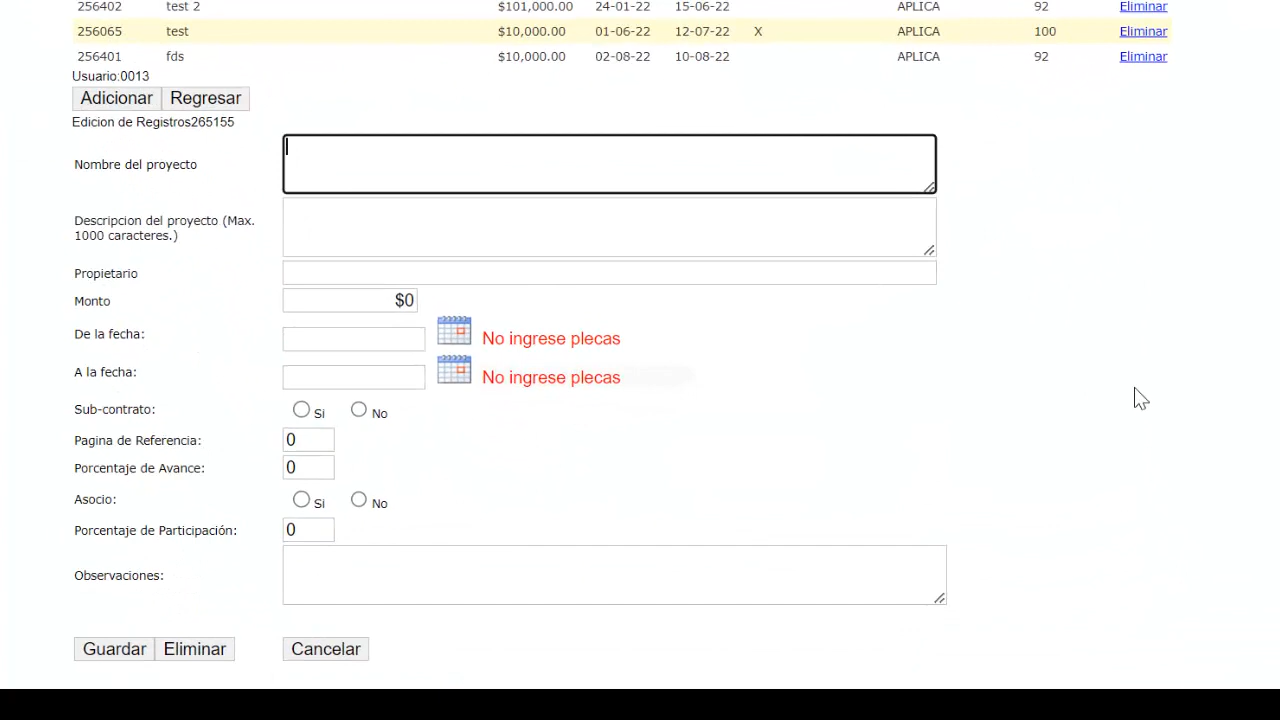 256402 test 2 $101,000.00 24-01-22 15-06-22 APLICA 92 Eliminar
256065 test $10,000.00 01-06-22 12-07-22 X APLICA 100 Eliminar
256401 fds $10,000.00 02-08-22 10-08-22 APLICA 92 Eliminar
Usuario:0013
Adicionar Regresar
Edicion de Registros265155
Nombre del proyecto
Descripcion del proyecto (Max.
1000 caracteres.)
Propietario
Monto $0
De la fecha: No ingrese plecas
A la fecha: No ingrese plecas
Sub-contrato: Si No
Pagina de Referencia: 0
Porcentaje de Avance: 0
Asocio: Si No
Porcentaje de Participación: 0
Observaciones:
Guardar Eliminar Cancelar